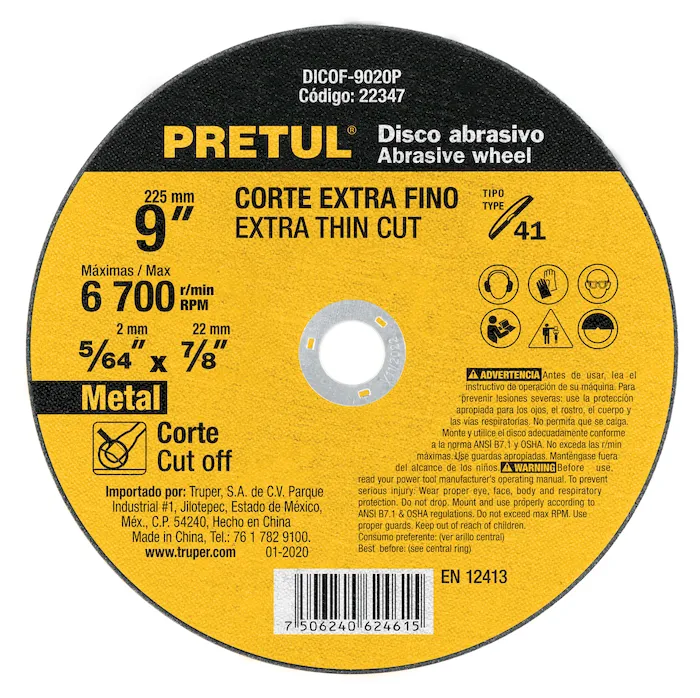 DICOF-9020P
Código: 22347
PRETUL®
Disco abrasivo
Abrasive wheel
225 mm
9”
CORTE EXTRA FINO
EXTRA THIN CUT
TIPO
TYPE
41
Máximas / Max
6 700 r/min
RPM
2 mm 22 mm
5/64” x 7/8”
Metal
Corte
Cut off
ADVERTENCIA Antes de usar, lea el
instructivo de operación de su máquina. Para
prevenir lesiones severas: use la protección
apropiada para los ojos, el rostro, el cuerpo y
las vías respiratorias. No permita que se caiga.
Monte y utilice el disco adecuadamente conforme
a la norma ANSI B7.1 y OSHA. No exceda las r/min
máximas. Use guardas apropiadas. Manténgase fuera
del alcance de los niños. WARNING Before use,
read your power tool manufacturer's operating manual. To prevent
serious injury: Wear proper eye, face, body and respiratory
protection. Do not drop. Mount and use properly according to
ANSI B7.1 & OSHA regulations. Do not exceed max RPM. Use
proper guards. Keep out of reach of children.
Consumo preferente: (ver arillo central)
Best before: (see central ring)
Importado por: Truper, S.A. de C.V. Parque
Industrial #1, Jilotepec, Estado de México,
Méx., C.P. 54240, Hecho en China
Made in China, Tel.: 76 1 782 9100.
www.truper.com 01-2020
EN 12413
7 506240 624615